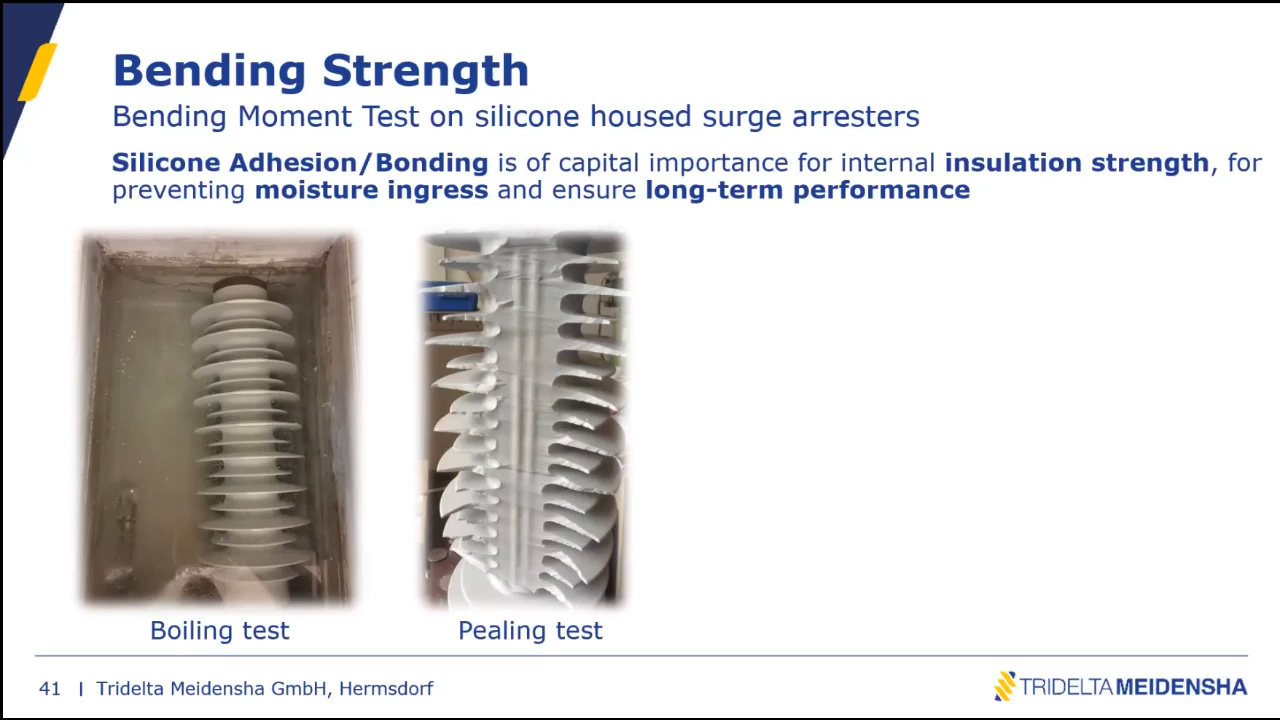 Bending Strength
Bending Moment Test on silicone housed surge arresters
Silicone Adhesion/Bonding is of capital importance for internal insulation strength, for
preventing moisture ingress and ensure long-term performance
Boiling test
Pealing test
41 | Tridelta Meidensha GmbH, Hermsdorf
TRIDELTA MEIDENSHA